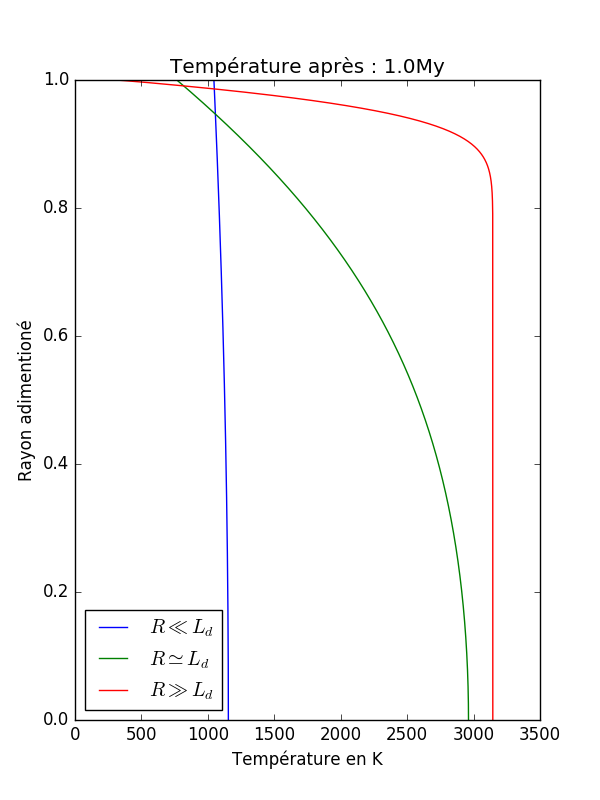 Température après : 1.0My
1.0
0.8
0.6
0.4
0.2
0.0
Rayon adimentioné
R ≪ L_d
R ≃ L_d
R ≫ L_d
0 500 1000 1500 2000 2500 3000 3500
Température en K